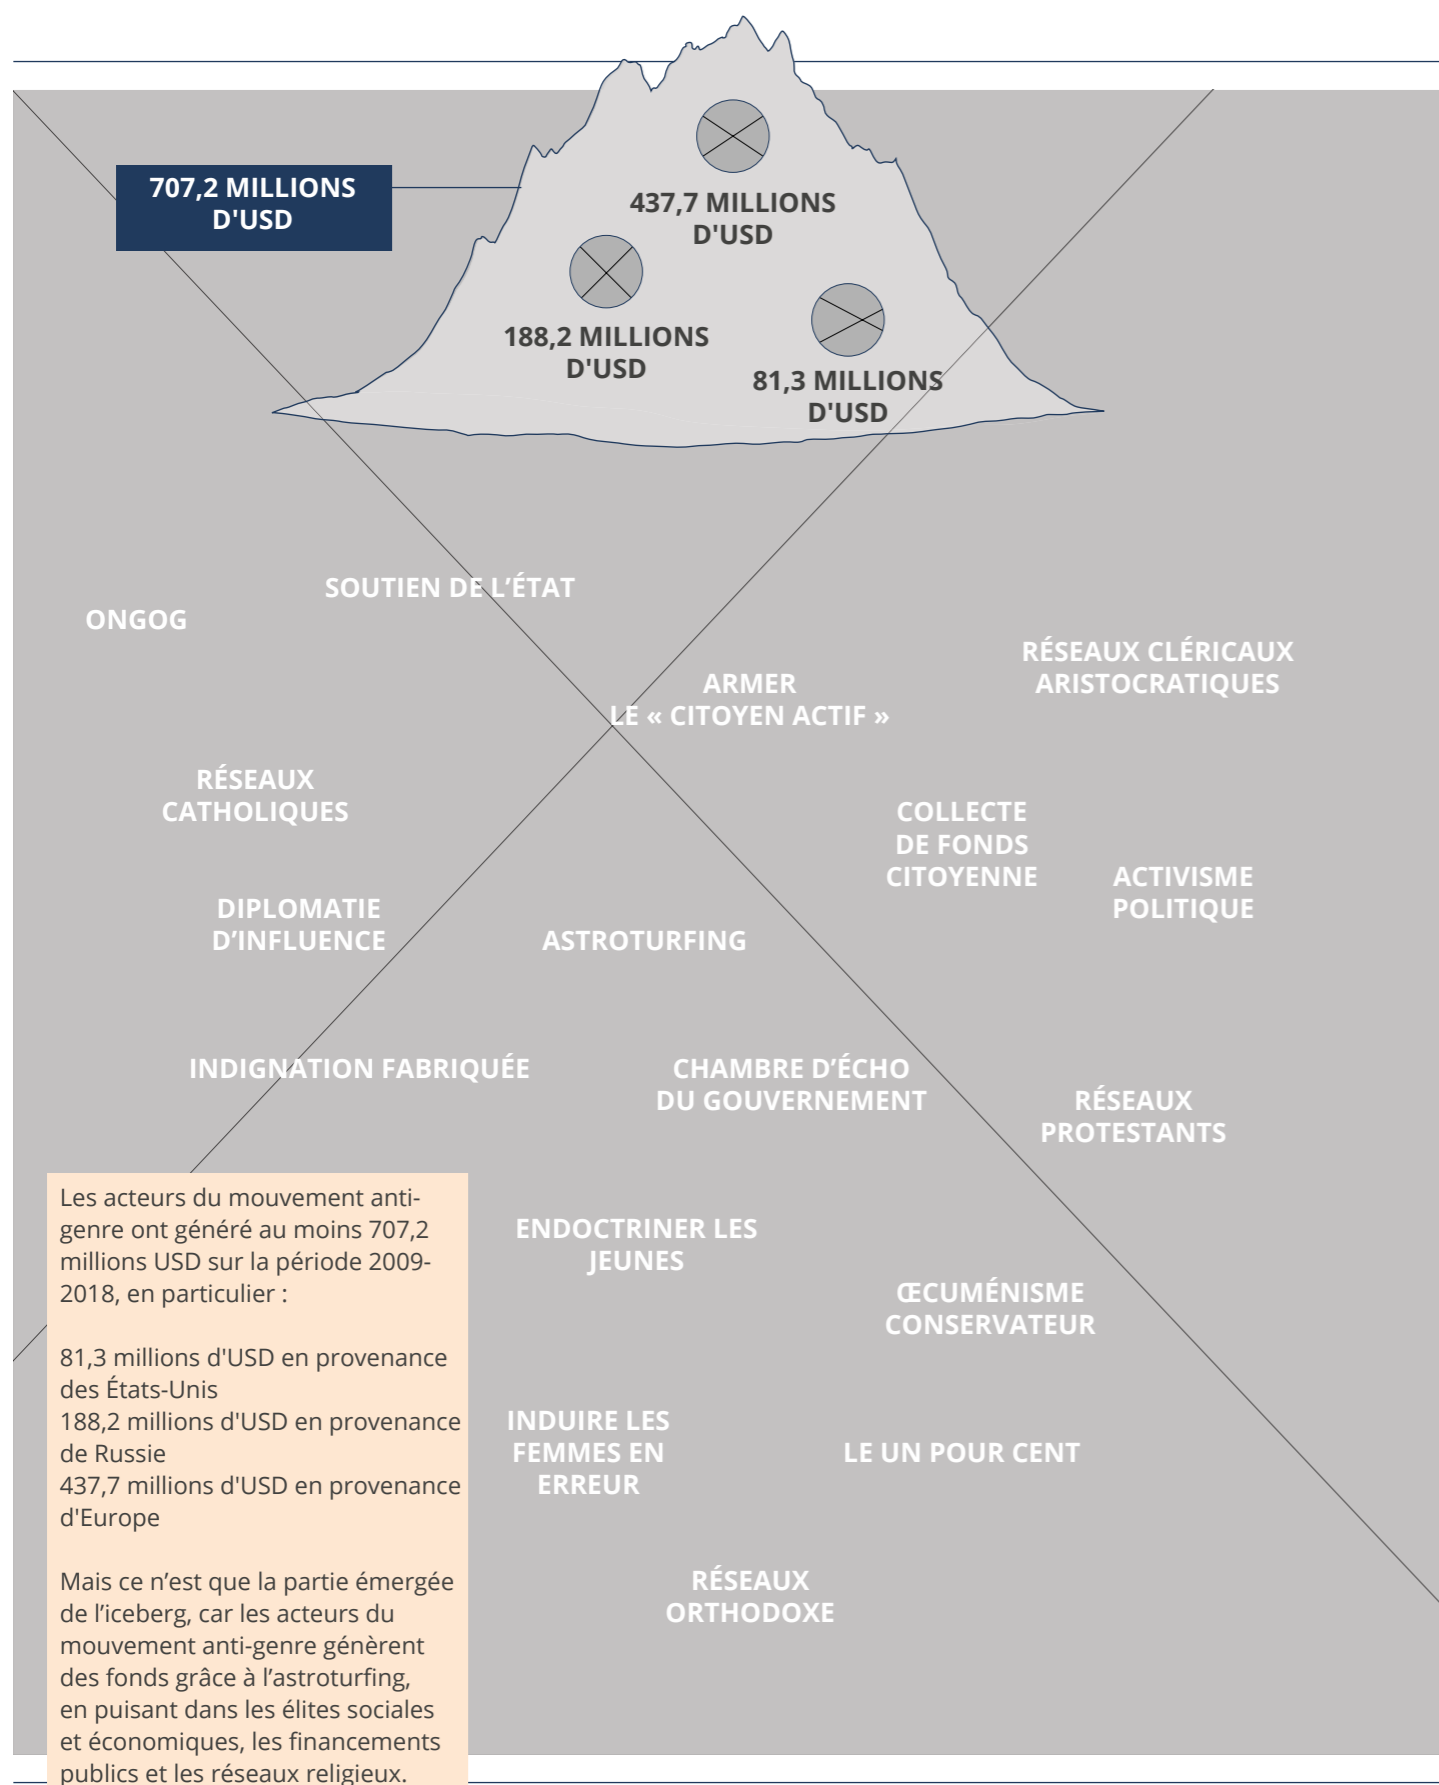 707,2 MILLIONS
D'USD
437,7 MILLIONS
D'USD
188,2 MILLIONS
D'USD
81,3 MILLIONS
D'USD
SOUTIEN DE L’ÉTAT
ONGOG
RÉSEAUX CLÉRICAUX
ARISTOCRATIQUES
ARMER
LE « CITOYEN ACTIF »
RÉSEAUX
CATHOLIQUES
COLLECTE
DE FONDS
CITOYENNE
ACTIVISME
POLITIQUE
DIPLOMATIE
D’INFLUENCE
ASTROTURFING
INDIGNATION FABRIQUÉE
CHAMBRE D’ÉCHO
DU GOUVERNEMENT
RÉSEAUX
PROTESTANTS
Les acteurs du mouvement anti-
genre ont généré au moins 707,2
millions USD sur la période 2009-
2018, en particulier :
81,3 millions d'USD en provenance
des États-Unis
188,2 millions d'USD en provenance
de Russie
437,7 millions d'USD en provenance
d'Europe
Mais ce n’est que la partie émergée
de l’iceberg, car les acteurs du
mouvement anti-genre génèrent
des fonds grâce à l’astroturfing,
en puisant dans les élites sociales
et économiques, les financements
publics et les réseaux religieux.
ENDOCTRINER LES
JEUNES
ŒCUMÉNISME
CONSERVATEUR
INDUIRE LES
FEMMES EN
ERREUR
LE UN POUR CENT
RÉSEAUX
ORTHODOXE